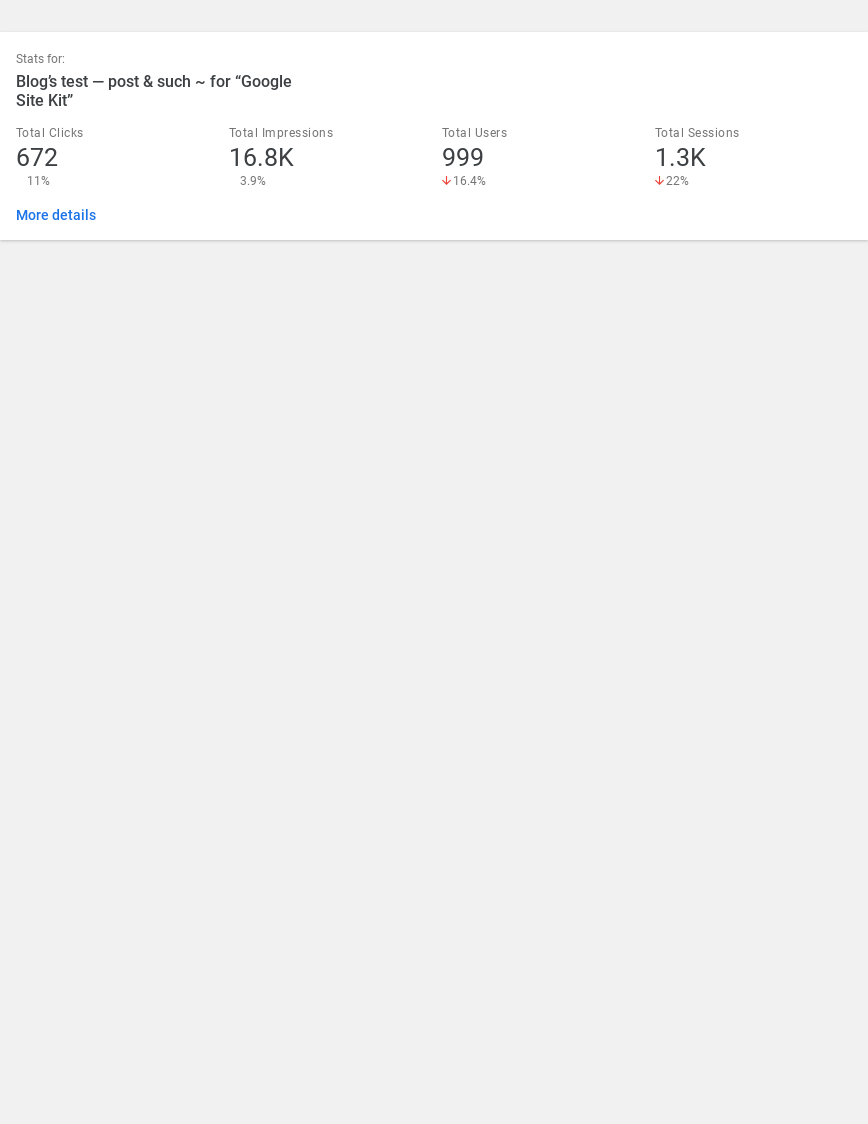 Stats for:
Blog’s test — post & such ~ for “Google
Site Kit”
Total Clicks
672
11%
Total Impressions
16.8K
3.9%
Total Users
999
16.4%
Total Sessions
1.3K
22%
More details